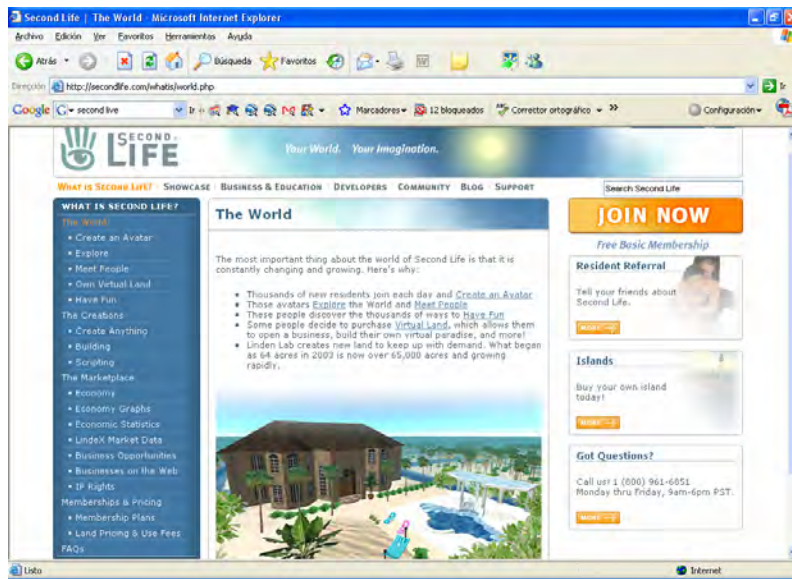 Second Life | The World - Microsoft Internet Explorer
Archivo Edición Ver Favoritos Herramientas Ayuda
Atrás Búsqueda Favoritos
Dirección http://secondlife.com/whatis/world.php Ir
Google second live Ir Marcadores 12 bloqueados Corrector ortográfico Configuración
SECOND LIFE
Your World. Your Imagination.
WHAT IS SECOND LIFE? SHOWCASE BUSINESS & EDUCATION DEVELOPERS COMMUNITY BLOG SUPPORT
Search Second Life
WHAT IS SECOND LIFE?
The World
• Create an Avatar
• Explore
• Meet People
• Own Virtual Land
• Have Fun
The Creations
• Create Anything
• Building
• Scripting
The Marketplace
• Economy
• Economy Graphs
• Economic Statistics
• LindeX Market Data
• Business Opportunities
• Businesses on the Web
• IP Rights
Memberships & Pricing
• Membership Plans
• Land Pricing & Use Fees
FAQs
The World
The most important thing about the world of Second Life is that it is
constantly changing and growing. Here's why:
• Thousands of new residents join each day and Create an Avatar
• Those avatars Explore the World and Meet People
• These people discover the thousands of ways to Have Fun
• Some people decide to purchase Virtual Land, which allows them
to open a business, build their own virtual paradise, and more!
• Linden Lab creates new land to keep up with demand. What began
as 64 acres in 2003 is now over 65,000 acres and growing
rapidly.
JOIN NOW
Free Basic Membership
Resident Referral
Tell your friends about
Second Life.
MORE
Islands
Buy your own island
today!
MORE
Got Questions?
Call us! 1 (800) 961-6851
Monday thru Friday, 9am-6pm PST.
MORE
Listo Internet